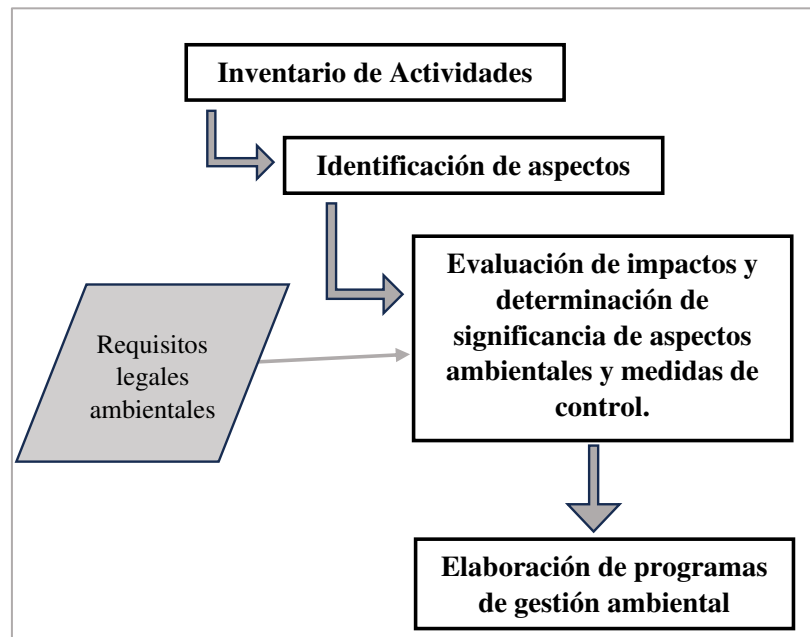 Inventario de Actividades
Identificación de aspectos
Evaluación de impactos y
determinación de
significancia de aspectos
ambientales y medidas de
control.
Requisitos
legales
ambientales
Elaboración de programas
de gestión ambiental